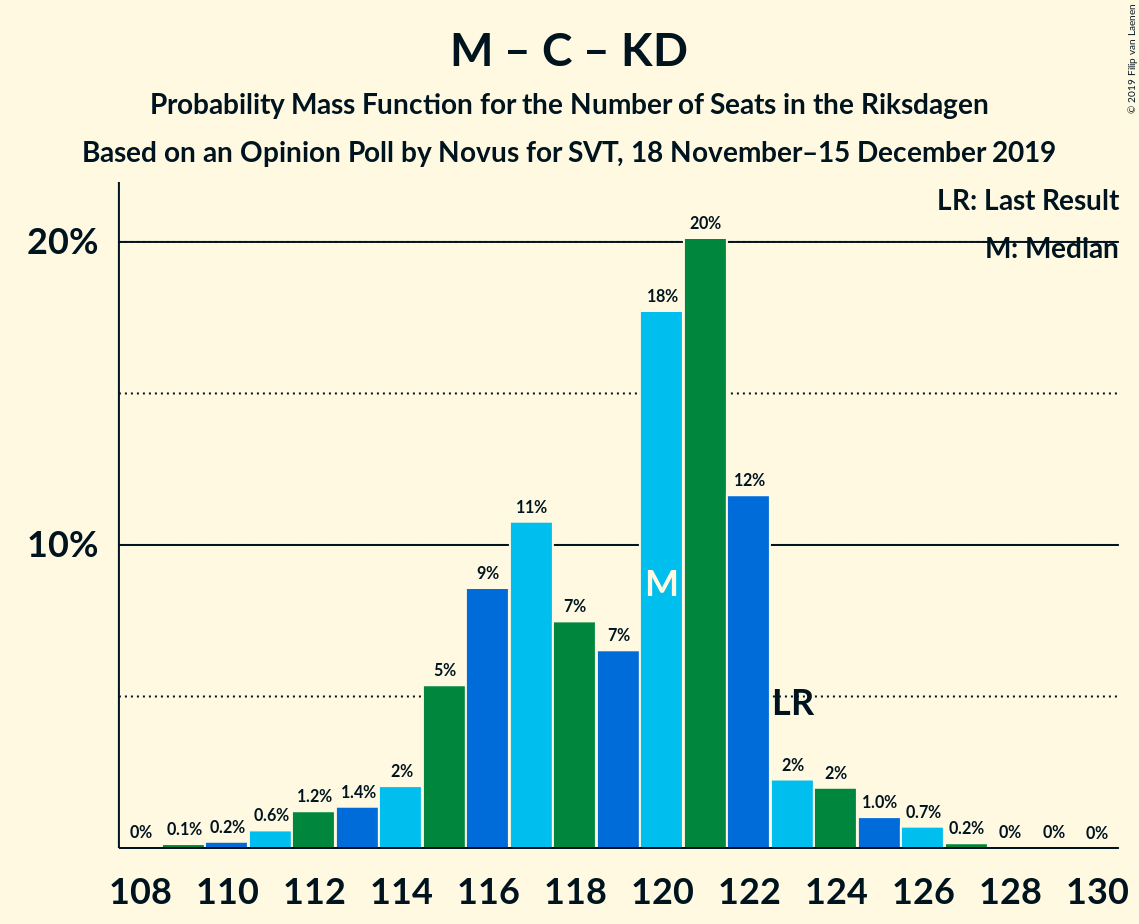 M – C – KD
Probability Mass Function for the Number of Seats in the Riksdagen
Based on an Opinion Poll by Novus for SVT, 18 November–15 December 2019
© 2019 Filip van Laenen
LR: Last Result
M: Median
20%
10%
0%
0.1%
0.2%
0.6%
1.2%
1.4%
2%
5%
9%
11%
7%
7%
18%
20%
12%
2%
2%
1.0%
0.7%
0.2%
0%
0%
0%
M
LR
108 110 112 114 116 118 120 122 124 126 128 130